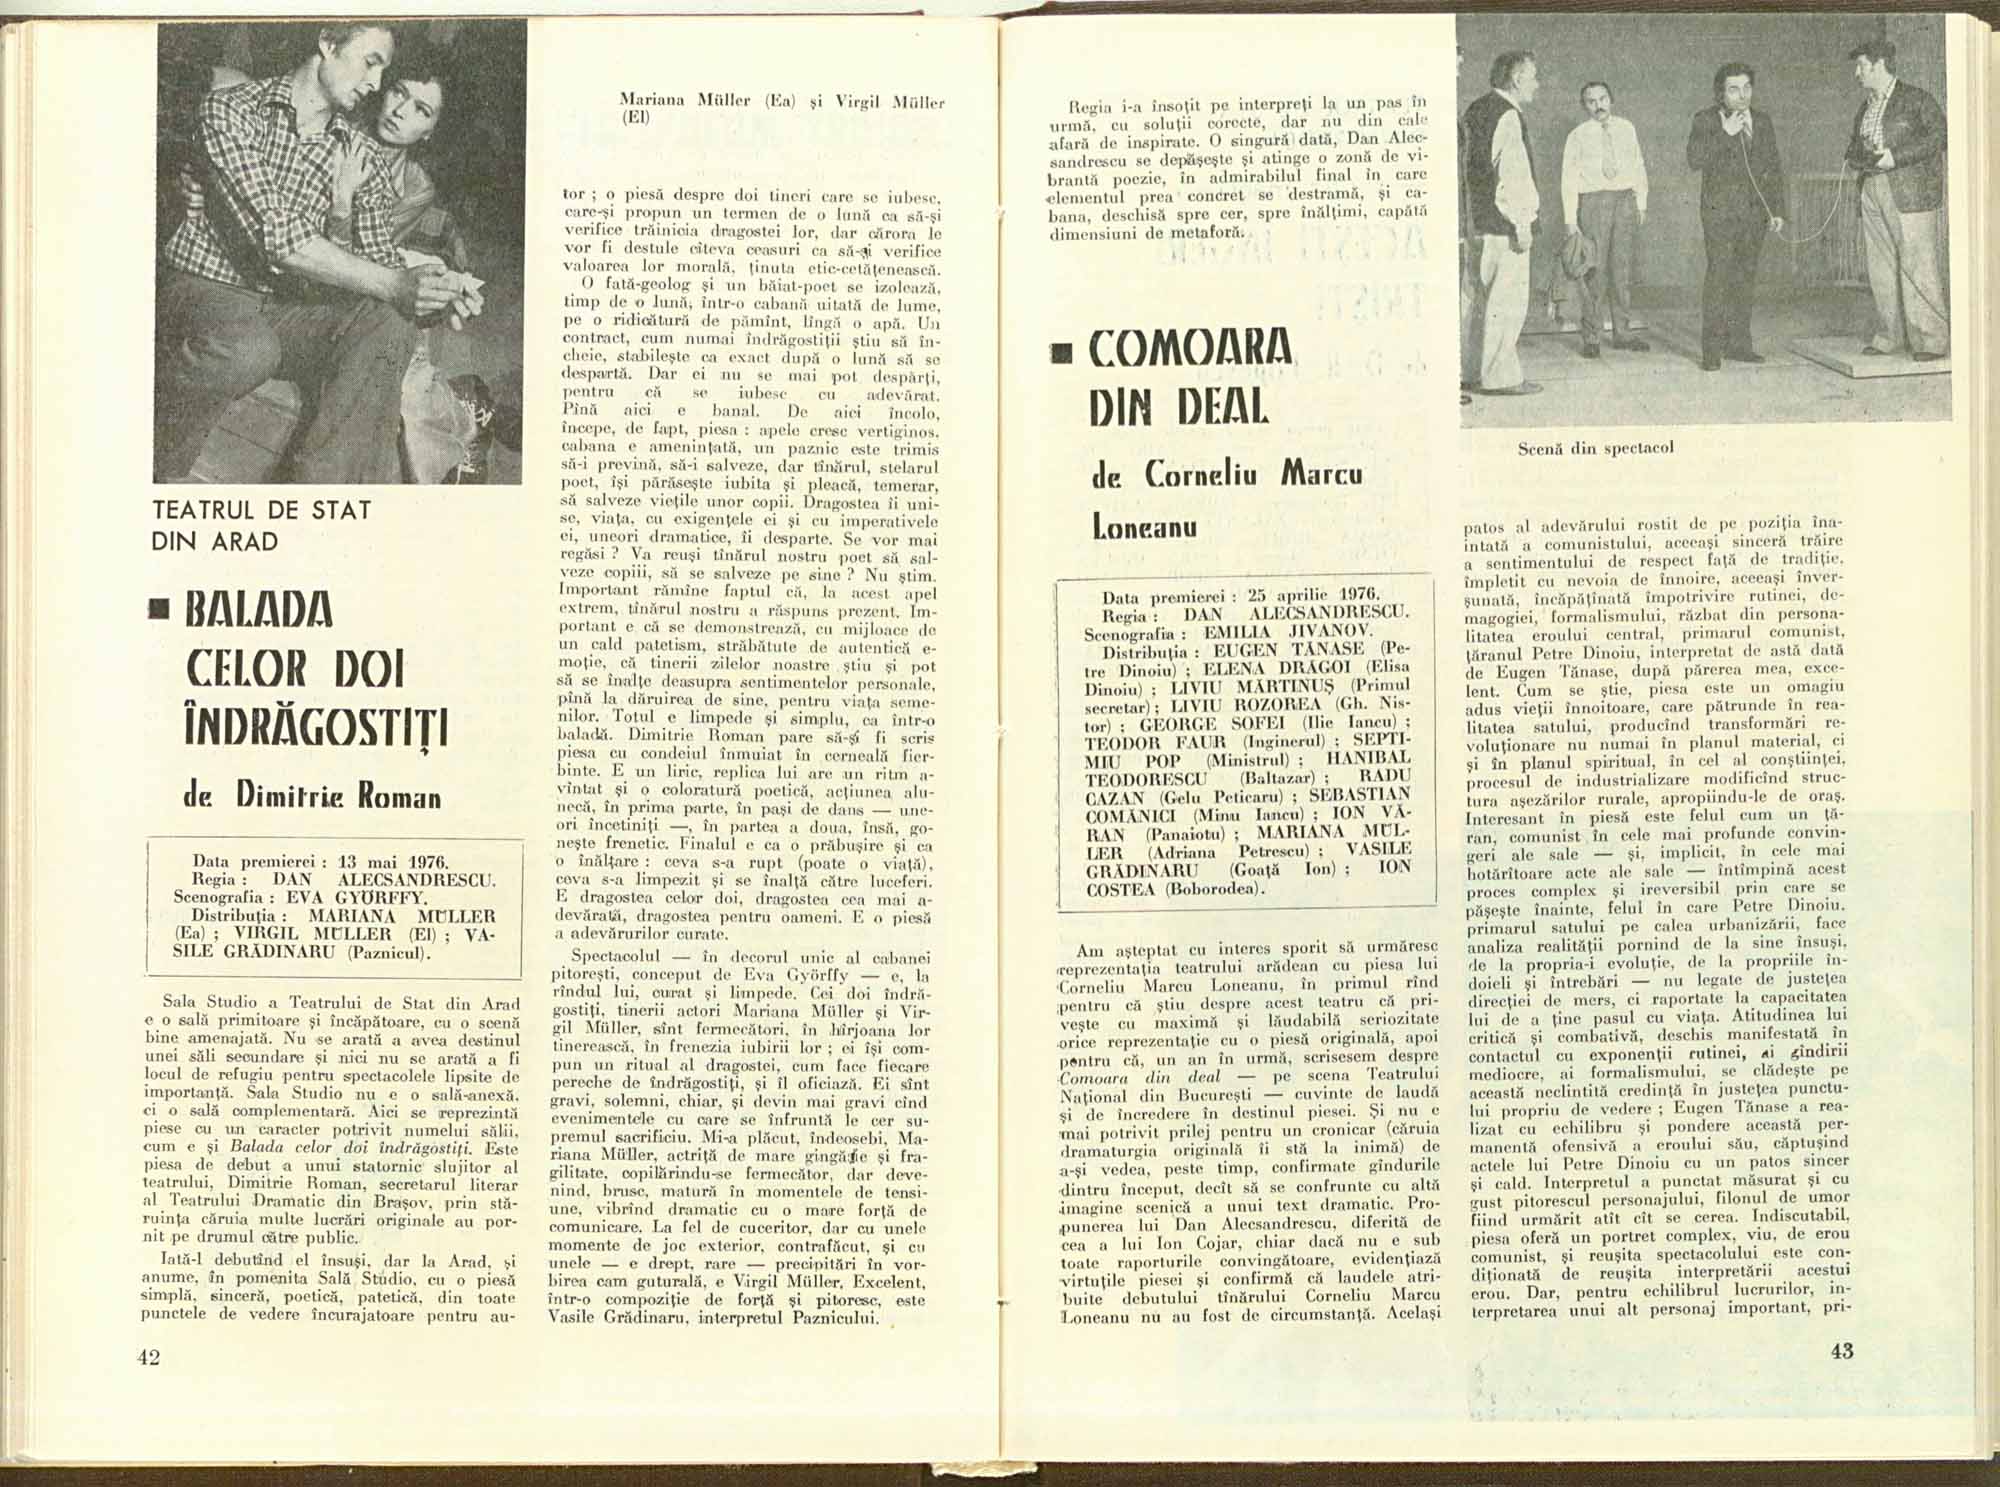 Mariana Müller (Ea) și Virgil Müller
(El)
TEATRUL DE STAT
DIN ARAD
■ BALADA
CELOR DOI
ÎNDRĂGOSTIȚI
de Dimitrie Roman
Data premierei : 13 mai 1976.
Regia : DAN ALECSANDRESCU.
Scenografia : EVA GYÖRFFY.
Distribuția : MARIANA MÜLLER
(Ea) ; VIRGIL MÜLLER (El) ; VA-
SILE GRĂDINARU (Paznicul).
Sala Studio a Teatrului de Stat din Arad
e o sală primitoare și încăpătoare, cu o scenă
bine amenajată. Nu se arată a avea destinul
unei săli secundare și nici nu se arată a fi
locul de refugiu pentru spectacolele lipsite de
importanță. Sala Studio nu e o sală-anexă,
ci o sală complementară. Aici se reprezintă
piese cu un caracter potrivit numelui sălii,
cum e și Balada celor doi îndrăgostiți. Este
piesa de debut a unui statornic slujitor al
teatrului, Dimitrie Roman, secretarul literar
al Teatrului Dramatic din Brașov, prin stă-
ruința căruia multe lucrări originale au por-
nit pe drumul către public.
Iată-l debutînd el însuși, dar la Arad, și
anume, în pomenita Sală Studio, cu o piesă
simplă, sinceră, poetică, patetică, din toate
punctele de vedere încurajatoare pentru au-
42
tor ; o piesă despre doi tineri care se iubesc,
care-și propun un termen de o lună ca să-și
verifice trăinicia dragostei lor, dar cărora le
vor fi destule cîteva ceasuri ca să-și verifice
valoarea lor morală, ținuta etic-cetățenească.
O fată-geolog și un băiat-poet se izolează,
timp de o lună, într-o cabană uitată de lume,
pe o ridicătură de pămînt, lîngă o apă. Un
contract, cum numai îndrăgostiții știu să în-
cheie, stabilește ca exact după o lună să se
despartă. Dar ei nu se mai pot despărți,
pentru că se iubesc cu adevărat.
Pînă aici e banal. De aici încolo,
începe, de fapt, piesa : apele cresc vertiginos,
cabana e amenințată, un paznic este trimis
să-i prevină, să-i salveze, dar tînărul, stelarul
poet, își părăsește iubita și pleacă, temerar,
să salveze viețile unor copii. Dragostea îi uni-
se, viața, cu exigențele ei și cu imperativele
ei, uneori dramatice, îi desparte. Se vor mai
regăsi ? Va reuși tînărul nostru poet să sal-
veze copiii, să se salveze pe sine ? Nu știm.
Important rămîne faptul că, la acest apel
extrem, tînărul nostru a răspuns prezent. Im-
portant e că se demonstrează, cu mijloace de
un cald patetism, străbătute de autentică e-
moție, că tinerii zilelor noastre știu și pot
să se înalțe deasupra sentimentelor personale,
pînă la dăruirea de sine, pentru viața seme-
nilor. Totul e limpede și simplu, ca într-o
baladă. Dimitrie Roman pare să-și fi scris
piesa cu condeiul înmuiat în cerneală fier-
binte. E un liric, replica lui are un ritm a-
vîntat și o coloratură poetică, acțiunea alu-
necă, în prima parte, în pași de dans — une-
ori încetiniți —, în partea a doua, însă, go-
nește frenetic. Finalul e ca o prăbușire și ca
o înălțare : ceva s-a rupt (poate o viață),
ceva s-a limpezit și se înalță către luceferi.
E dragostea celor doi, dragostea cea mai a-
devărată, dragostea pentru oameni. E o piesă
a adevărurilor curate.
Spectacolul — în decorul unic al cabanei
pitorești, conceput de Eva Györffy — e, la
rîndul lui, curat și limpede. Cei doi îndră-
gostiți, tinerii actori Mariana Müller și Vir-
gil Müller, sînt fermecători, în hîrjoana lor
tinerească, în frenezia iubirii lor ; ei își com-
pun un ritual al dragostei, cum face fiecare
pereche de îndrăgostiți, și îl oficiază. Ei sînt
gravi, solemni, chiar, și devin mai gravi cînd
evenimentele cu care se înfruntă le cer su-
premul sacrificiu. Mi-a plăcut, îndeosebi, Ma-
riana Müller, actriță de mare gingășie și fra-
gilitate, copilărindu-se fermecător, dar deve-
nind, brusc, matură în momentele de tensi-
une, vibrînd dramatic cu o mare forță de
comunicare. La fel de cuceritor, dar cu unele
momente de joc exterior, contrafăcut, și cu
unele — e drept, rare — precipitări în vor-
birea cam guturală, e Virgil Müller. Excelent,
într-o compoziție de forță și pitoresc, este
Vasile Grădinaru, interpretul Paznicului.
Regia i-a însoțit pe interpreți la un pas în
urmă, cu soluții corecte, dar nu din cale
afară de inspirate. O singură dată, Dan Alec-
sandrescu se depășește și atinge o zonă de vi-
brantă poezie, în admirabilul final în care
elementul prea concret se destramă, și ca-
bana, deschisă spre cer, spre înălțimi, capătă
dimensiuni de metaforă.
■ COMOARA
DIN DEAL
de Corneliu Marcu
Loneanu
Data premierei : 25 aprilie 1976.
Regia : DAN ALECSANDRESCU.
Scenografia : EMILIA JIVANOV.
Distribuția : EUGEN TĂNASE (Pe-
tre Dinoiu) ; ELENA DRĂGOI (Elisa
Dinoiu) ; LIVIU MĂRTINUȘ (Primul
secretar) ; LIVIU ROZOREA (Gh. Nis-
tor) ; GEORGE SOFEI (Ilie Iancu) ;
TEODOR FAUR (Inginerul) ; SEPTI-
MIU POP (Ministrul) ; HANIBAL
TEODORESCU (Baltazar) ; RADU
CAZAN (Gelu Peticaru) ; SEBASTIAN
COMĂNICI (Minu Iancu) ; ION VĂ-
RAN (Panaiotu) ; MARIANA MÜL-
LER (Adriana Petrescu) ; VASILE
GRĂDINARU (Goață Ion) ; ION
COSTEA (Boborodea).
Am așteptat cu interes sporit să urmăresc
reprezentația teatrului arădean cu piesa lui
Corneliu Marcu Loneanu, în primul rînd
pentru că știu despre acest teatru că pri-
vește cu maximă și lăudabilă seriozitate
orice reprezentație cu o piesă originală, apoi
pentru că, un an în urmă, scrisesem despre
Comoara din deal — pe scena Teatrului
Național din București — cuvinte de laudă
și de încredere în destinul piesei. Și nu e
mai potrivit prilej pentru un cronicar (căruia
dramaturgia originală îi stă la inimă) de
a-și vedea, peste timp, confirmate gîndurile
dintru început, decît să se confrunte cu altă
imagine scenică a unui text dramatic. Pro-
punerea lui Dan Alecsandrescu, diferită de
cea a lui Ion Cojar, chiar dacă nu e sub
toate raporturile convingătoare, evidențiază
virtuțile piesei și confirmă că laudele atri-
buite debutului tînărului Corneliu Marcu
Loneanu nu au fost de circumstanță. Același
Scenă din spectacol
patos al adevărului rostit de pe poziția îna-
intată a comunistului, aceeași sinceră trăire
a sentimentului de respect față de tradiție,
împletit cu nevoia de înnoire, aceeași înver-
șunată, încăpățînată împotrivire rutinei, de-
magogiei, formalismului, răzbat din persona-
litatea eroului central, primarul comunist,
țăranul Petre Dinoiu, interpretat de astă dată
de Eugen Tănase, după părerea mea, exce-
lent. Cum se știe, piesa este un omagiu
adus vieții înnoitoare, care pătrunde în rea-
litatea satului, producînd transformări re-
voluționare nu numai în planul material, ci
și în planul spiritual, în cel al conștiinței,
procesul de industrializare modificînd struc-
tura așezărilor rurale, apropiindu-le de oraș.
Interesant în piesă este felul cum un ță-
ran, comunist în cele mai profunde convin-
geri ale sale — și, implicit, în cele mai
hotărîtoare acte ale sale — întîmpină acest
proces complex și ireversibil prin care se
pășește înainte, felul în care Petre Dinoiu,
primarul satului pe calea urbanizării, face
analiza realității pornind de la sine însuși,
de la propria-i evoluție, de la propriile în-
doieli și întrebări — nu legate de justețea
direcției de mers, ci raportate la capacitatea
lui de a ține pasul cu viața. Atitudinea lui
critică și combativă, deschis manifestată în
contactul cu exponenții rutinei, ai gîndirii
mediocre, ai formalismului, se clădește pe
această neclintită credință în justețea punctu-
lui propriu de vedere ; Eugen Tănase a rea-
lizat cu echilibru și pondere această per-
manentă ofensivă a eroului său, căptușind
actele lui Petre Dinoiu cu un patos sincer
și cald. Interpretul a punctat măsurat și cu
gust pitorescul personajului, filonul de umor
fiind urmărit atît cît se cerea. Indiscutabil,
piesa oferă un portret complex, viu, de erou
comunist, și reușita spectacolului este con-
diționată de reușita interpretării acestui
erou. Dar, pentru echilibrul lucrurilor, in-
terpretarea unui alt personaj important, pri-
43